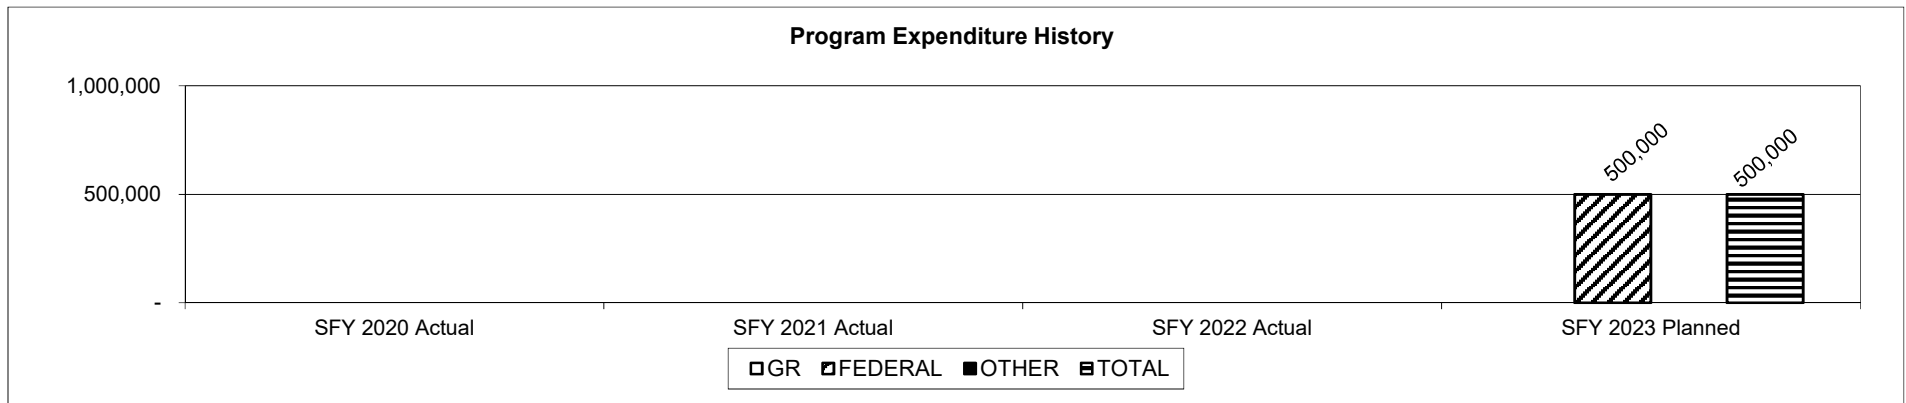 Program Expenditure History
1,000,000
500,000
-
500,000
500,000
SFY 2020 Actual
SFY 2021 Actual
SFY 2022 Actual
SFY 2023 Planned
GR FEDERAL OTHER TOTAL